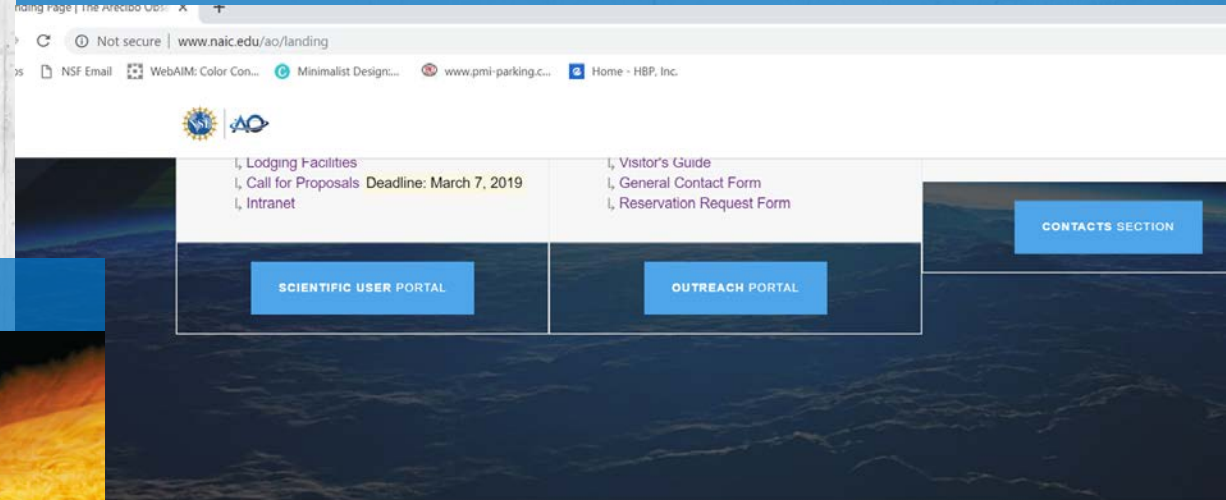 nding Page | The Arecibo Obse X +
Not secure | www.naic.edu/ao/landing
NSF Email WebAIM: Color Con... Minimalist Design:... www.pmi-parking.c... Home - HBP, Inc.
NSF AO
Lodging Facilities
Call for Proposals Deadline: March 7, 2019
Intranet
Visitor's Guide
General Contact Form
Reservation Request Form
CONTACTS SECTION
SCIENTIFIC USER PORTAL
OUTREACH PORTAL